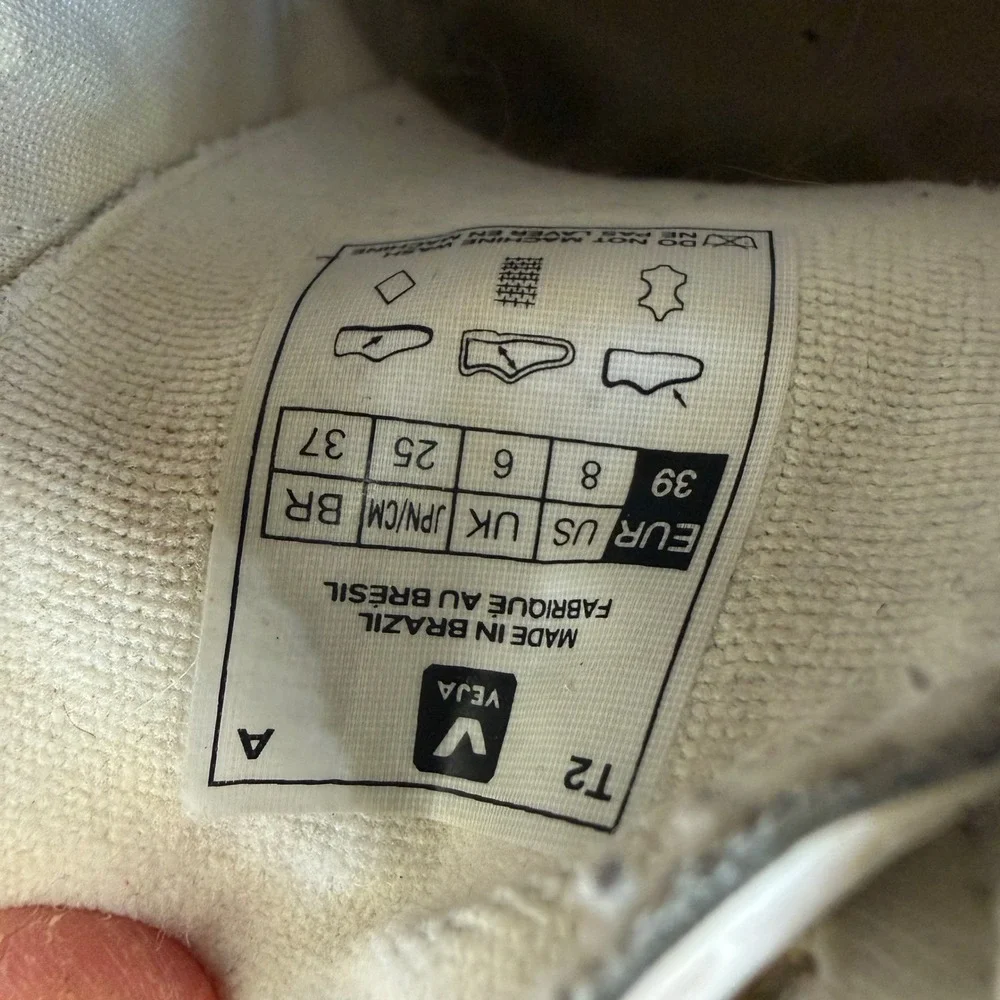 T2
A
V
VEJA
MADE IN BRAZIL
FABRIQUÉ AU BRÉSIL
EUR US UK JPN/CM BR
39 8 6 25 37
DO NOT MACHINE WASH
NE PAS LAVER EN MACHINE